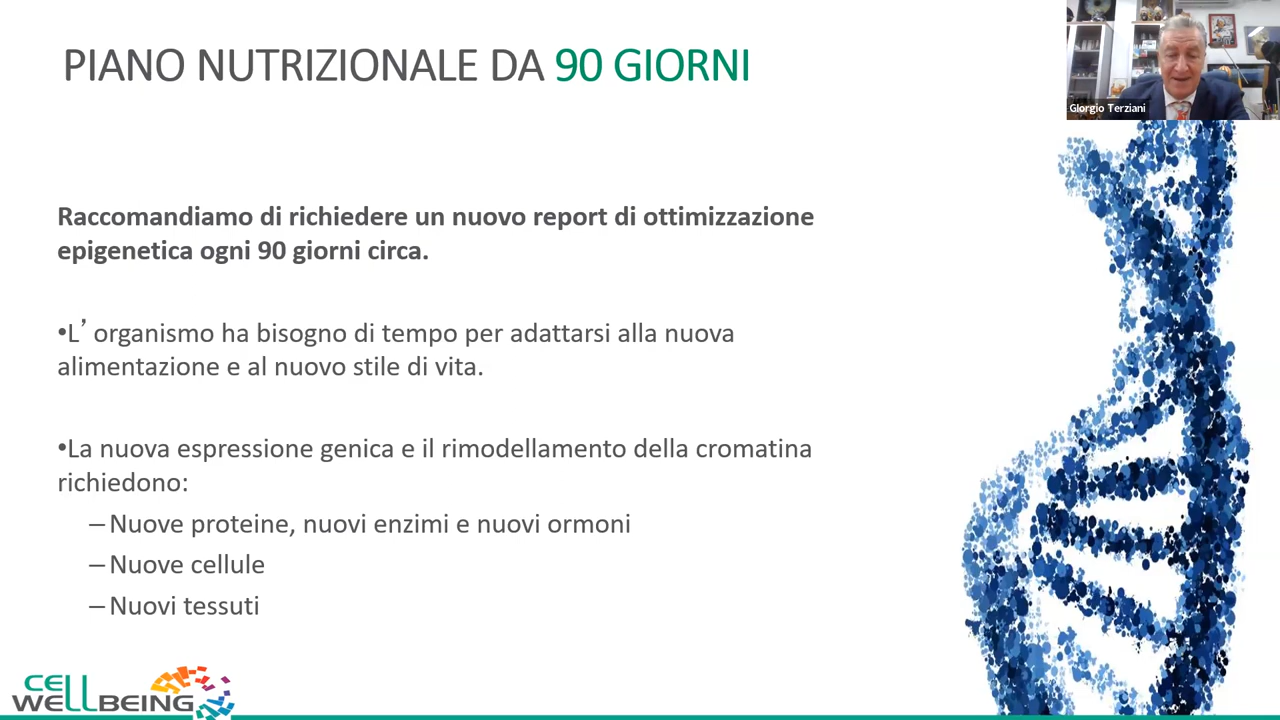 PIANO NUTRIZIONALE DA 90 GIORNI
Giorgio Terziani
Raccomandiamo di richiedere un nuovo report di ottimizzazione
epigenetica ogni 90 giorni circa.
•L’ organismo ha bisogno di tempo per adattarsi alla nuova
alimentazione e al nuovo stile di vita.
•La nuova espressione genica e il rimodellamento della cromatina
richiedono:
– Nuove proteine, nuovi enzimi e nuovi ormoni
– Nuove cellule
– Nuovi tessuti
CELL
WELLBEING